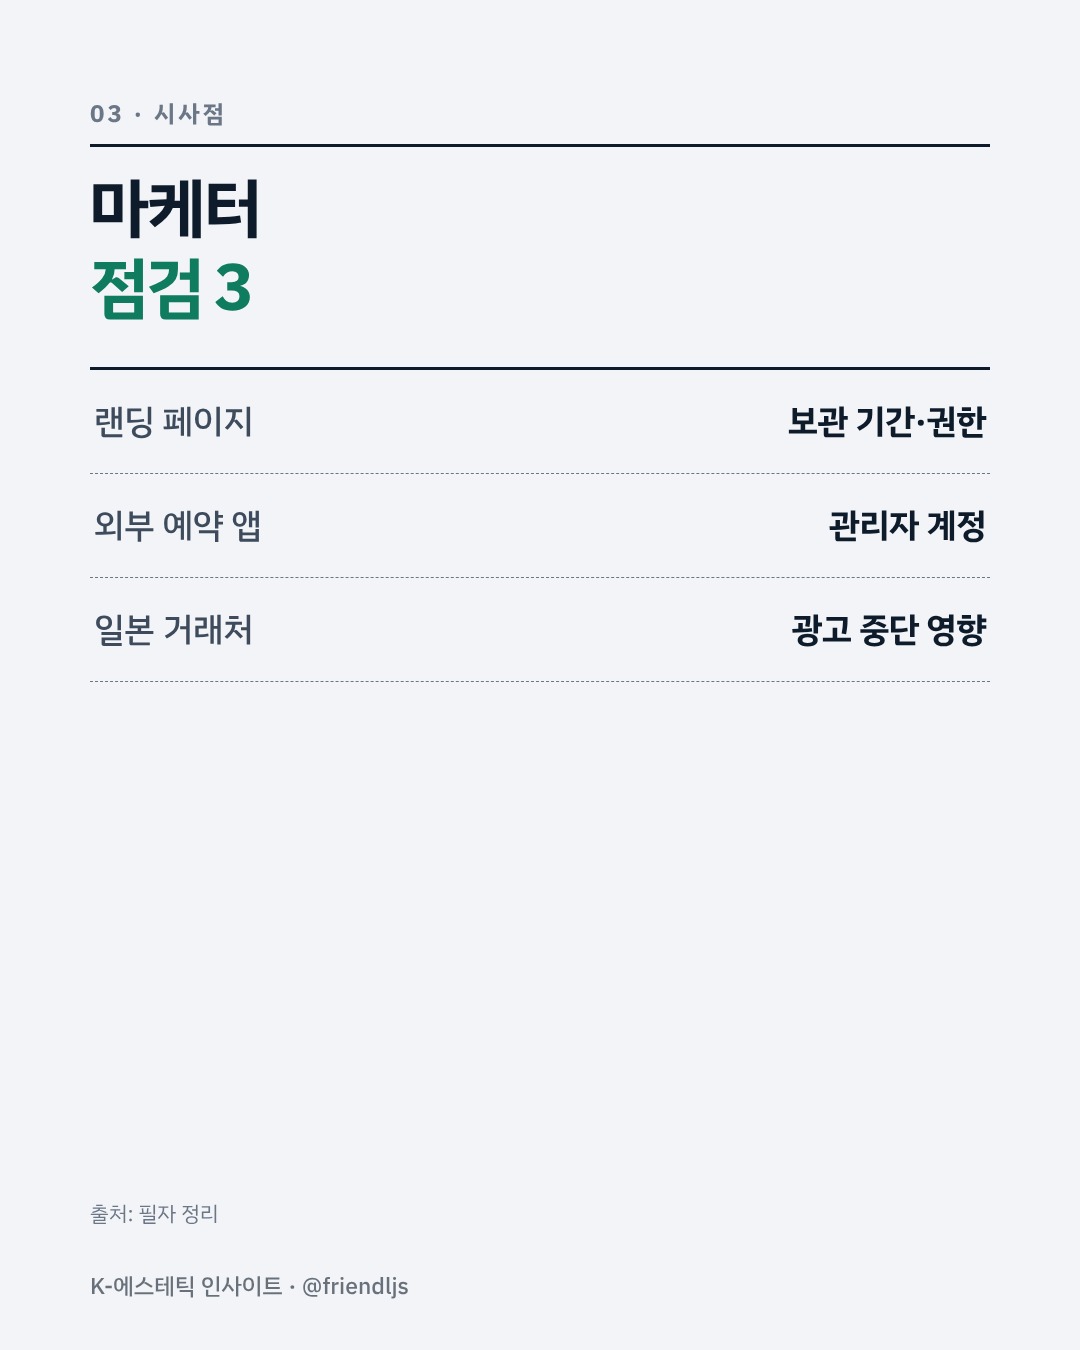 03 · 시사점
마케터
점검 3
랜딩 페이지 보관 기간·권한
외부 예약 앱 관리자 계정
일본 거래처 광고 중단 영향
출처: 필자 정리
K-에스테틱 인사이트 · @friendljs